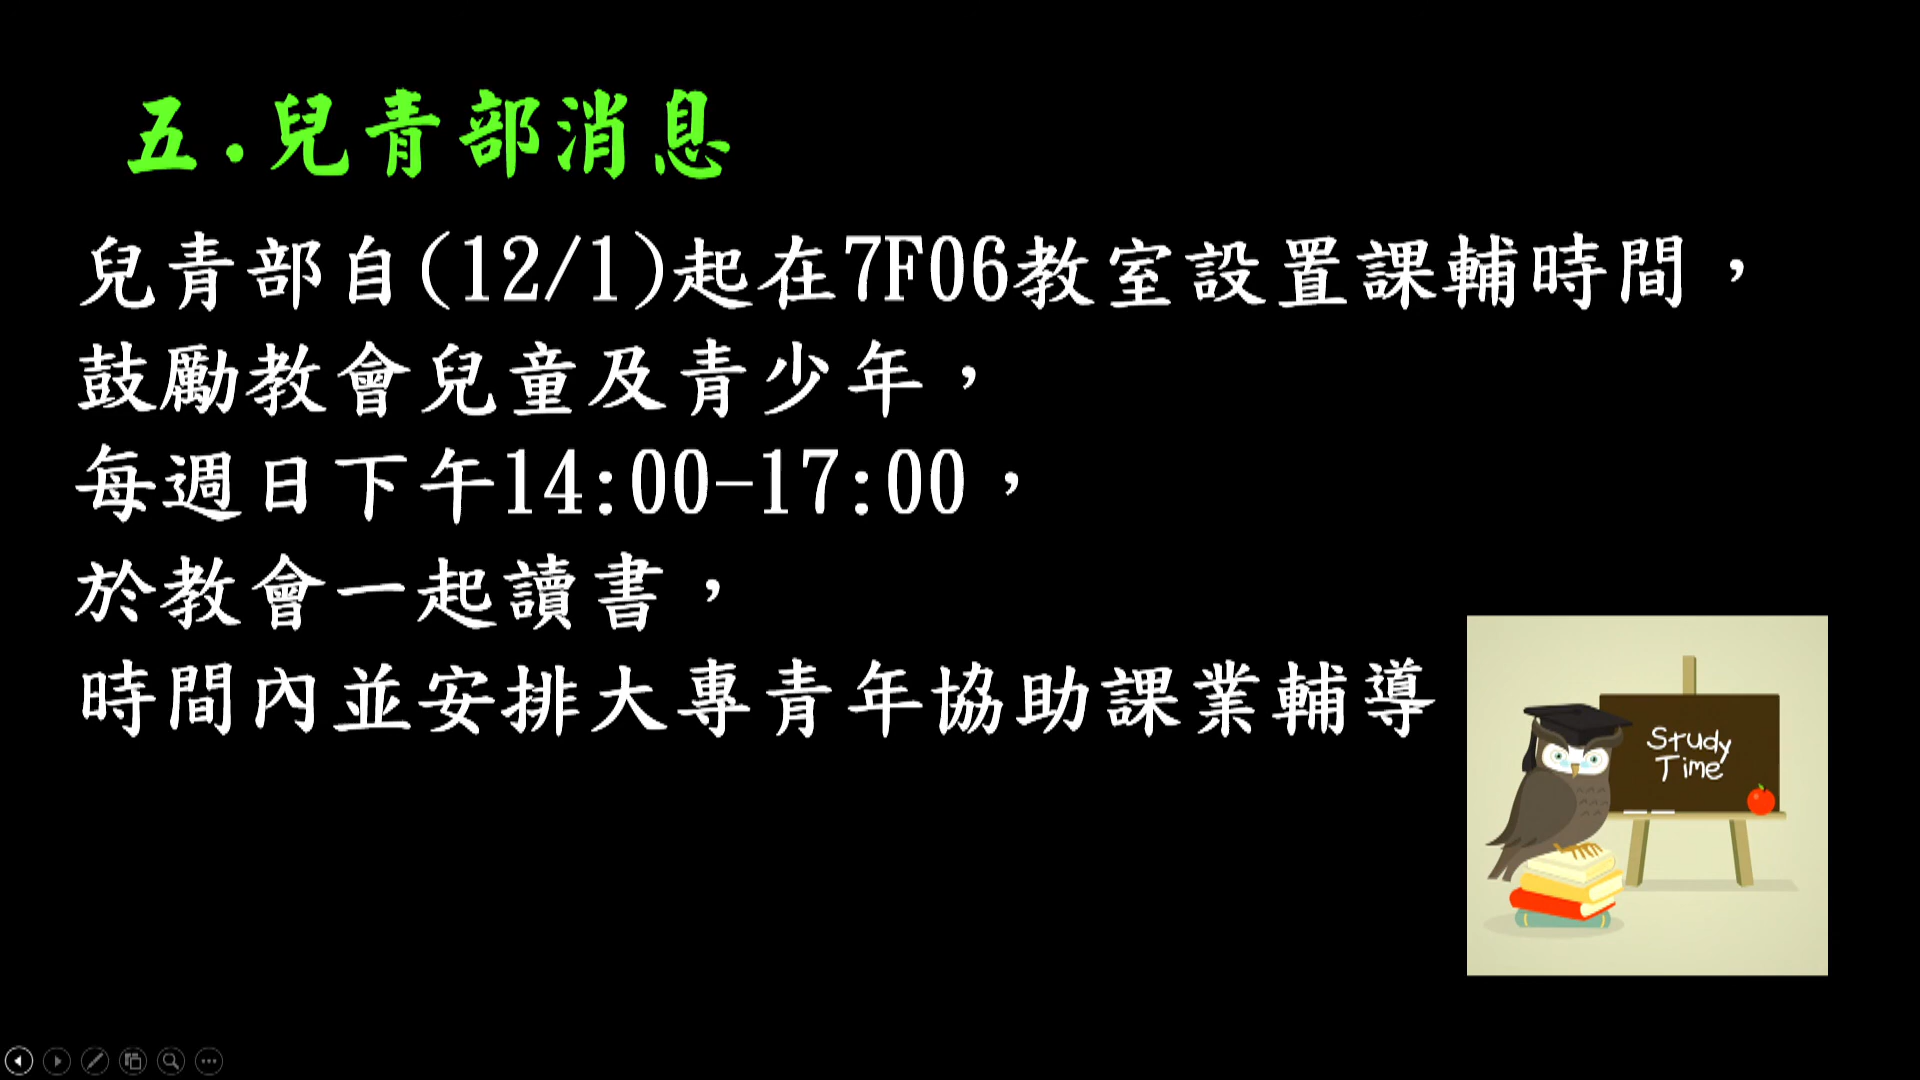 五.兒青部消息
兒青部自(12/1)起在7F06教室設置課輔時間，
鼓勵教會兒童及青少年，
每週日下午14:00-17:00，
於教會一起讀書，
時間內並安排大專青年協助課業輔導
Study
Time